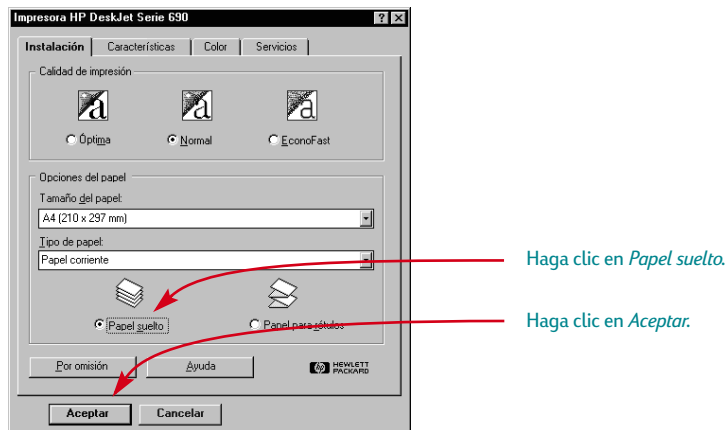 Impresora HP DeskJet Serie 690
Instalación Características Color Servicios
Calidad de impresión
a a a
Óptima Normal EconoFast
Opciones del papel
Tamaño del papel:
A4 (210 x 297 mm)
Tipo de papel:
Papel corriente
Haga clic en Papel suelto.
Papel suelto Papel para rótulos
Haga clic en Aceptar.
Por omisión Ayuda hp HEWLETT
PACKARD
Aceptar Cancelar